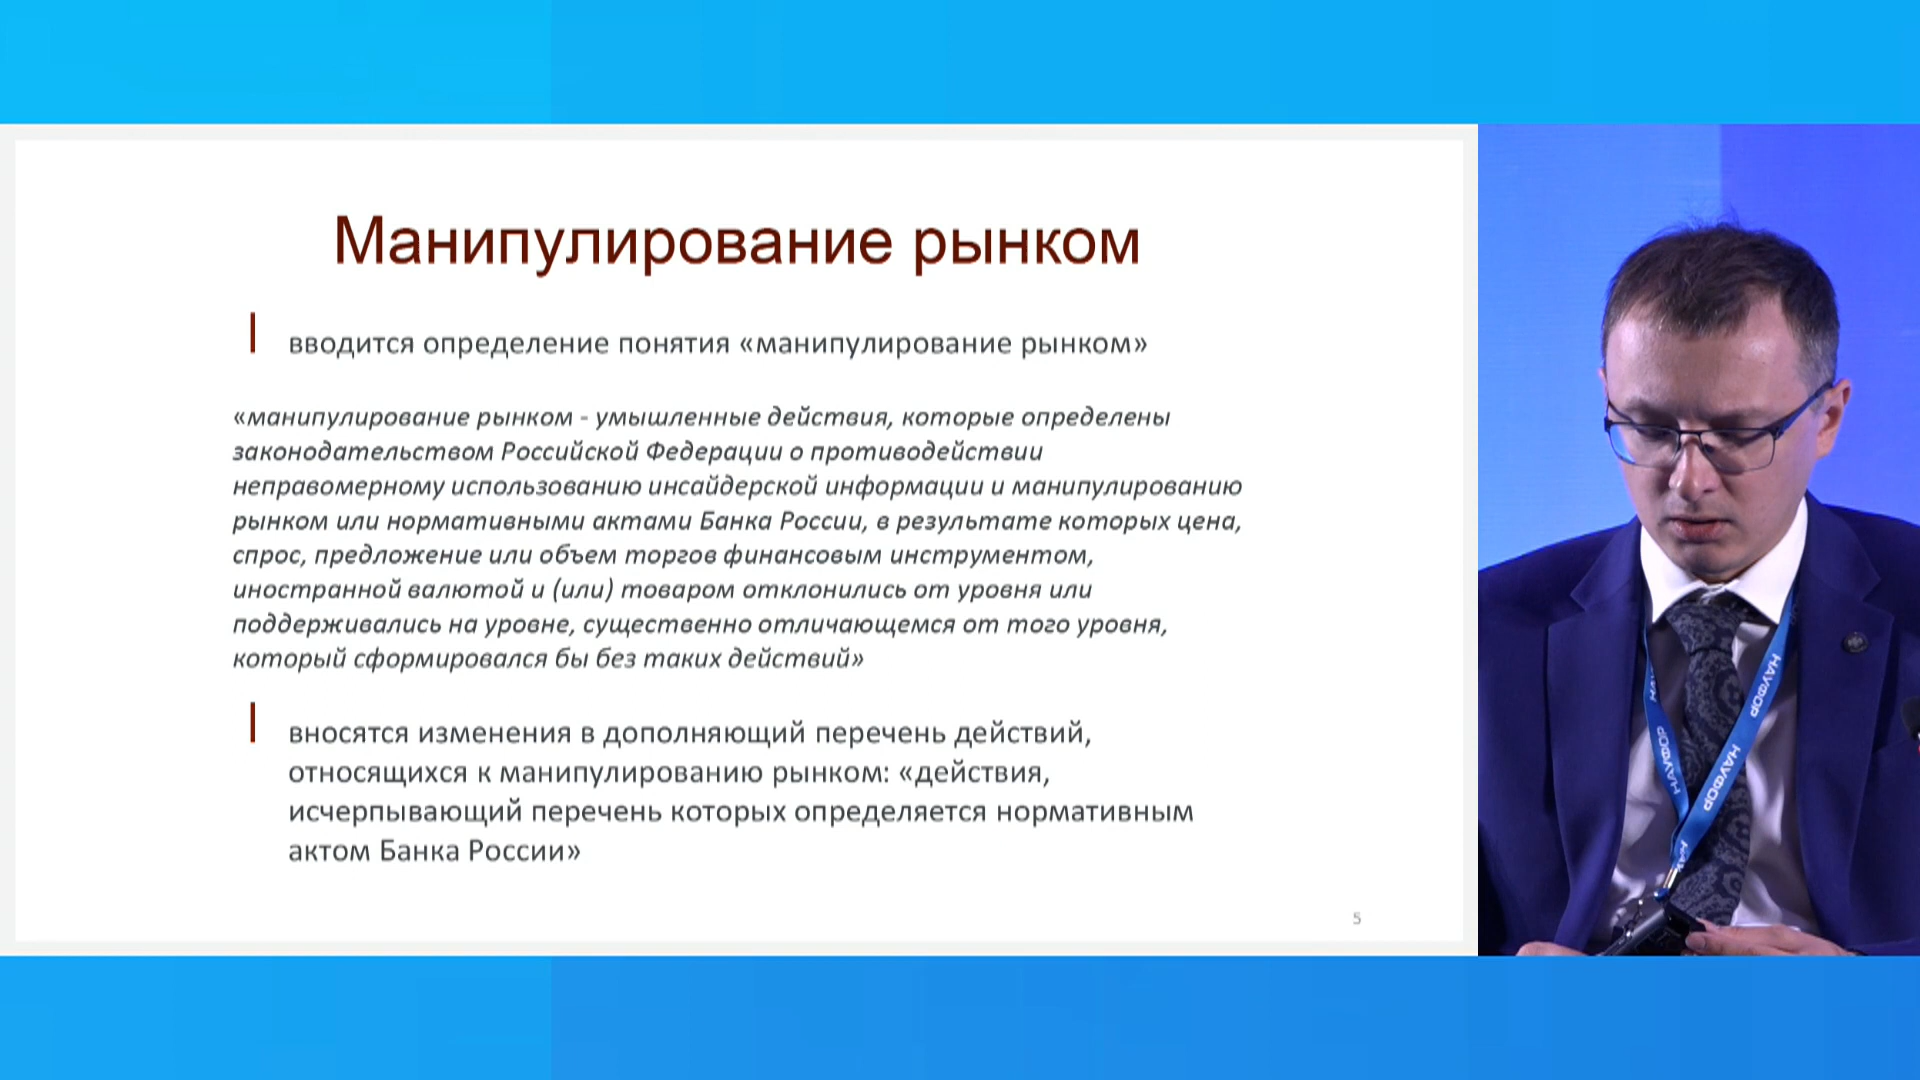 Манипулирование рынком
вводится определение понятия «манипулирование рынком»
«манипулирование рынком - умышленные действия, которые определены
законодательством Российской Федерации о противодействии
неправомерному использованию инсайдерской информации и манипулированию
рынком или нормативными актами Банка России, в результате которых цена,
спрос, предложение или объем торгов финансовым инструментом,
иностранной валютой и (или) товаром отклонились от уровня или
поддерживались на уровне, существенно отличающемся от того уровня,
который сформировался бы без таких действий»
вносятся изменения в дополняющий перечень действий,
относящихся к манипулированию рынком: «действия,
исчерпывающий перечень которых определяется нормативным
актом Банка России»
5
НАУФОР
НАУФОР
НАУФОР